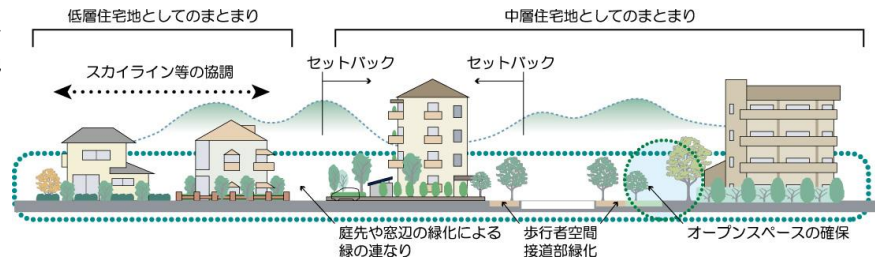 低層住宅地としてのまとまり
中層住宅地としてのまとまり
スカイライン等の協調
セットバック
セットバック
庭先や窓辺の緑化による
緑の連なり
歩行者空間
接道部緑化
オープンスペースの確保